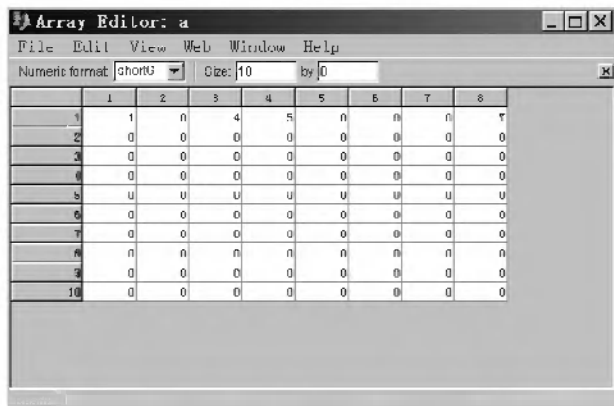 Array Editor: a
File Edit View Web Window Help
Numeric format: shortG Size: 10 by 0
1 2 3 4 5 6 7 8
1 1 0 4 5 0 0 0
2 0 0 0 0 0 0 0 0
3 0 0 0 0 0 0 0 0
4 0 0 0 0 0 0 0 0
5 0 0 0 0 0 0 0 0
6 0 0 0 0 0 0 0 0
7 0 0 0 0 0 0 0 0
8 0 0 0 0 0 0 0 0
9 0 0 0 0 0 0 0 0
10 0 0 0 0 0 0 0 0